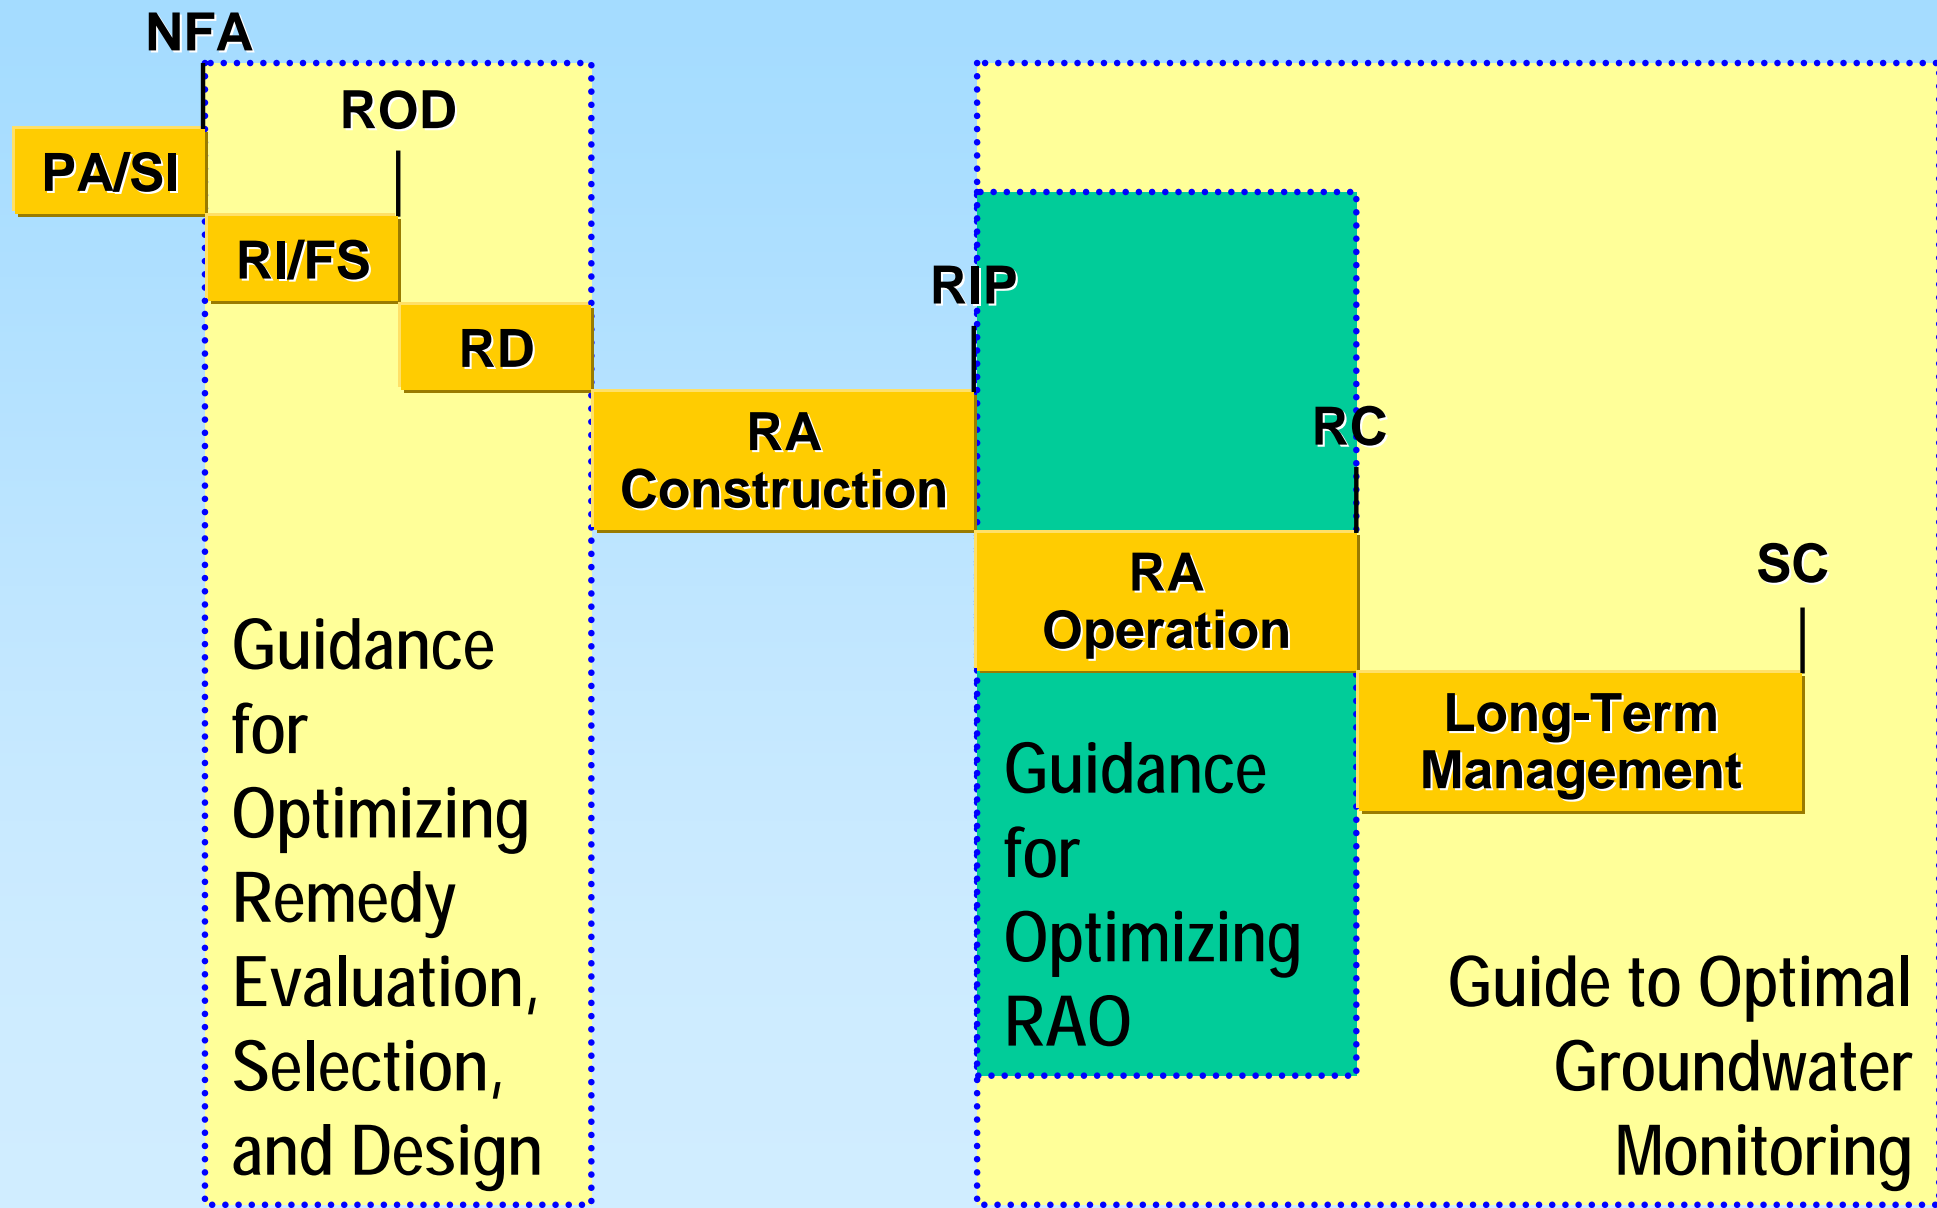 NFA
PA/SI
ROD
RI/FS
RD
RA
Construction
RIP
RA
Operation
RC
Long-Term
Management
SC
Guidance
for
Optimizing
Remedy
Evaluation,
Selection,
and Design
Guidance
for
Optimizing
RAO
Guide to Optimal
Groundwater
Monitoring